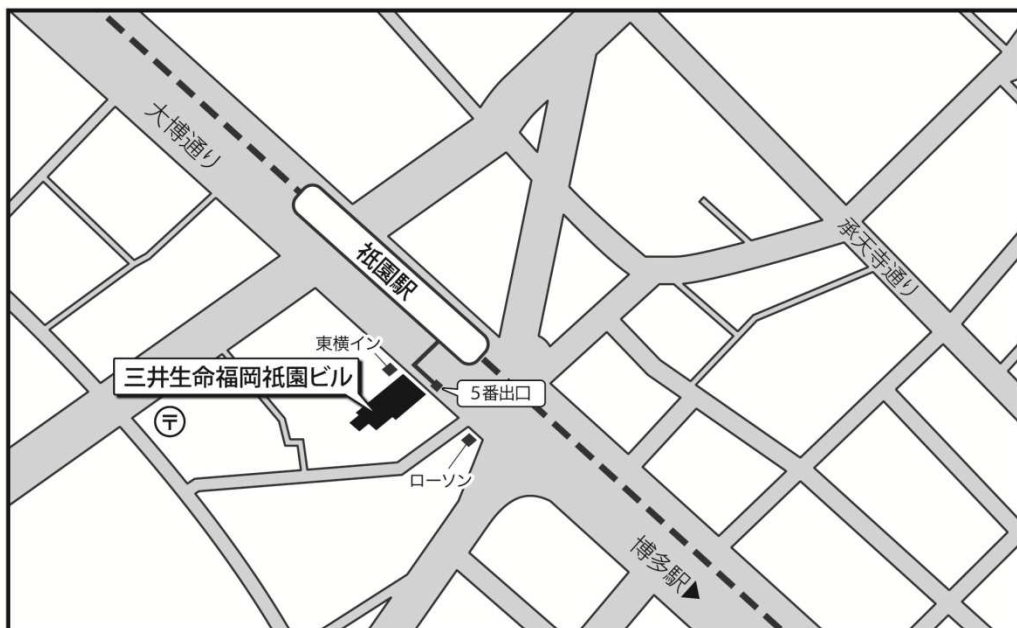 大博通り
承天寺通り
祇園駅
東横イン
三井生命福岡祇園ビル
5番出口
〒
ローソン
博多駅▶